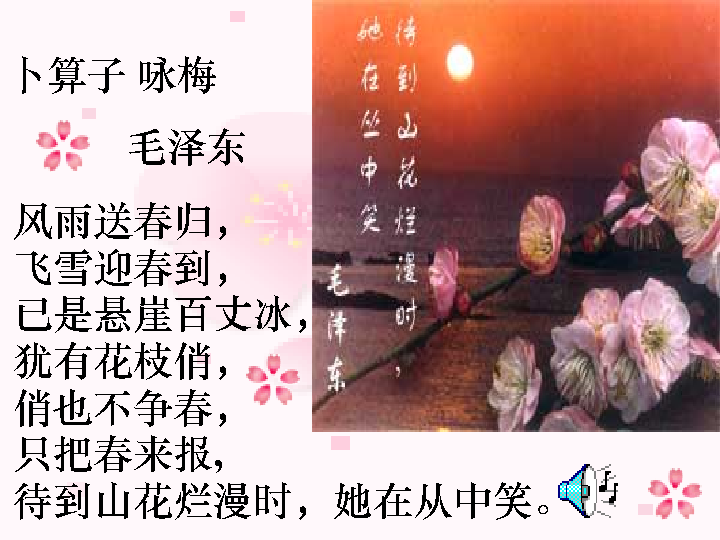 卜算子 咏梅
毛泽东
风雨送春归，
飞雪迎春到，
已是悬崖百丈冰，
犹有花枝俏，
俏也不争春，
只把春来报，
待到山花烂漫时，她在从中笑。
待到山花烂漫时，
她在丛中笑
毛泽东